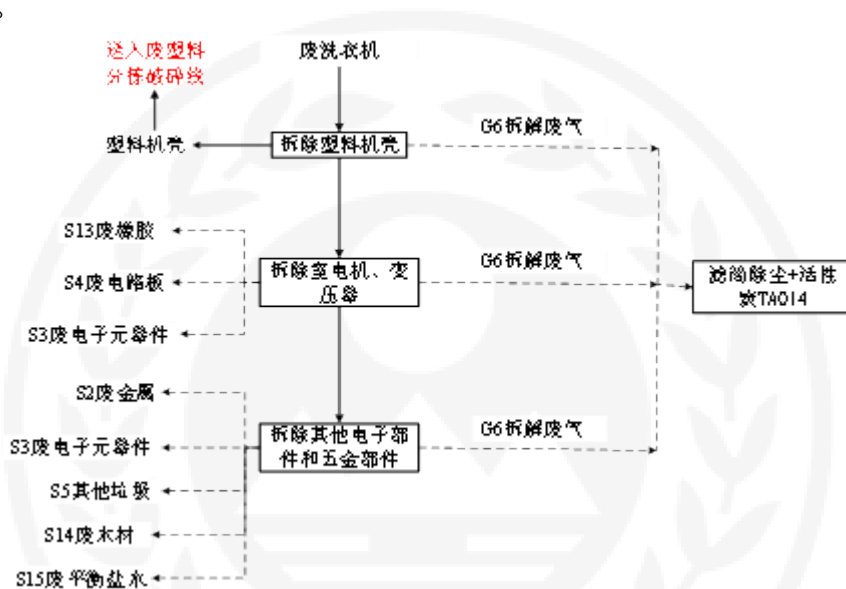 。
送入废塑料
分拣破碎线
废洗衣机
G6拆解废气
塑料机壳
拆除塑料机壳
S13废橡胶
S4废电路板
S3废电子元器件
拆除室电机、变
压器
G6拆解废气
滤筒除尘+活性
炭TA014
S2废金属
S3废电子元器件
S5其他垃圾
S14废木材
S15废平衡盐水
拆除其他电子部
件和五金部件
G6拆解废气